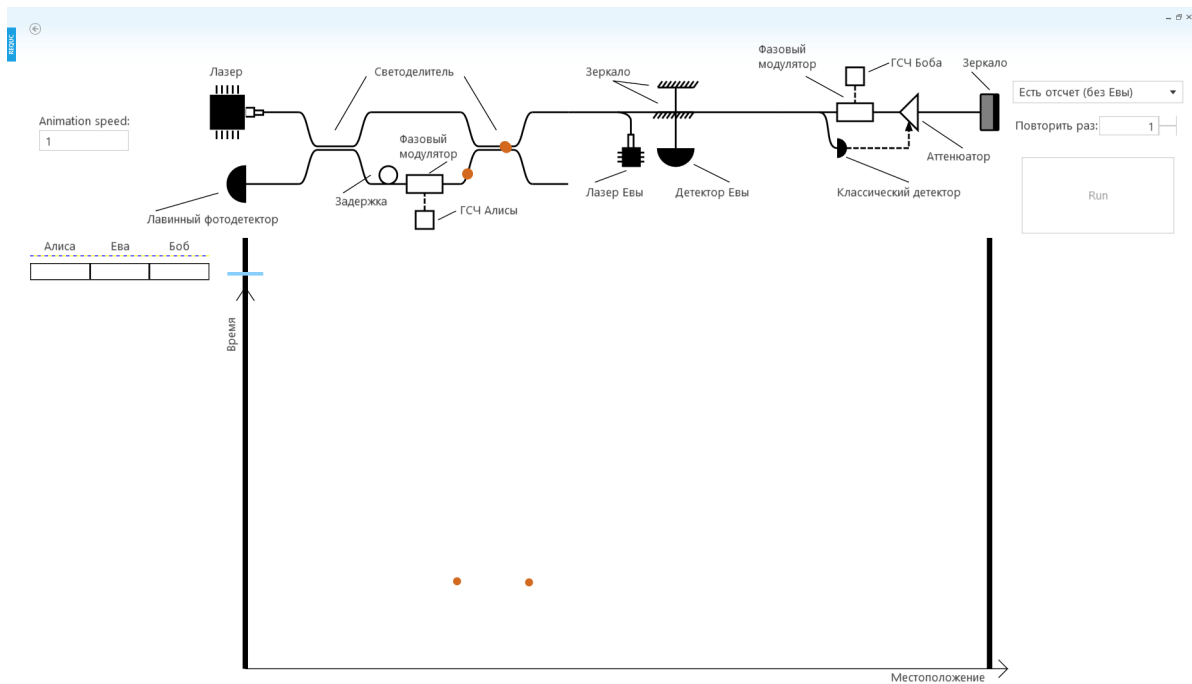 REQUC
Лазер
Светоделитель
Зеркало
Фазовый
модулятор
ГСЧ Боба
Зеркало
Есть отсчет (без Евы)
Animation speed:
1
Повторить раз:
1
Фазовый
модулятор
Аттенюатор
Задержка
Лазер Евы
Детектор Евы
Классический детектор
Run
Лавинный фотодетектор
ГСЧ Алисы
Алиса
Ева
Боб
Время
Местоположение